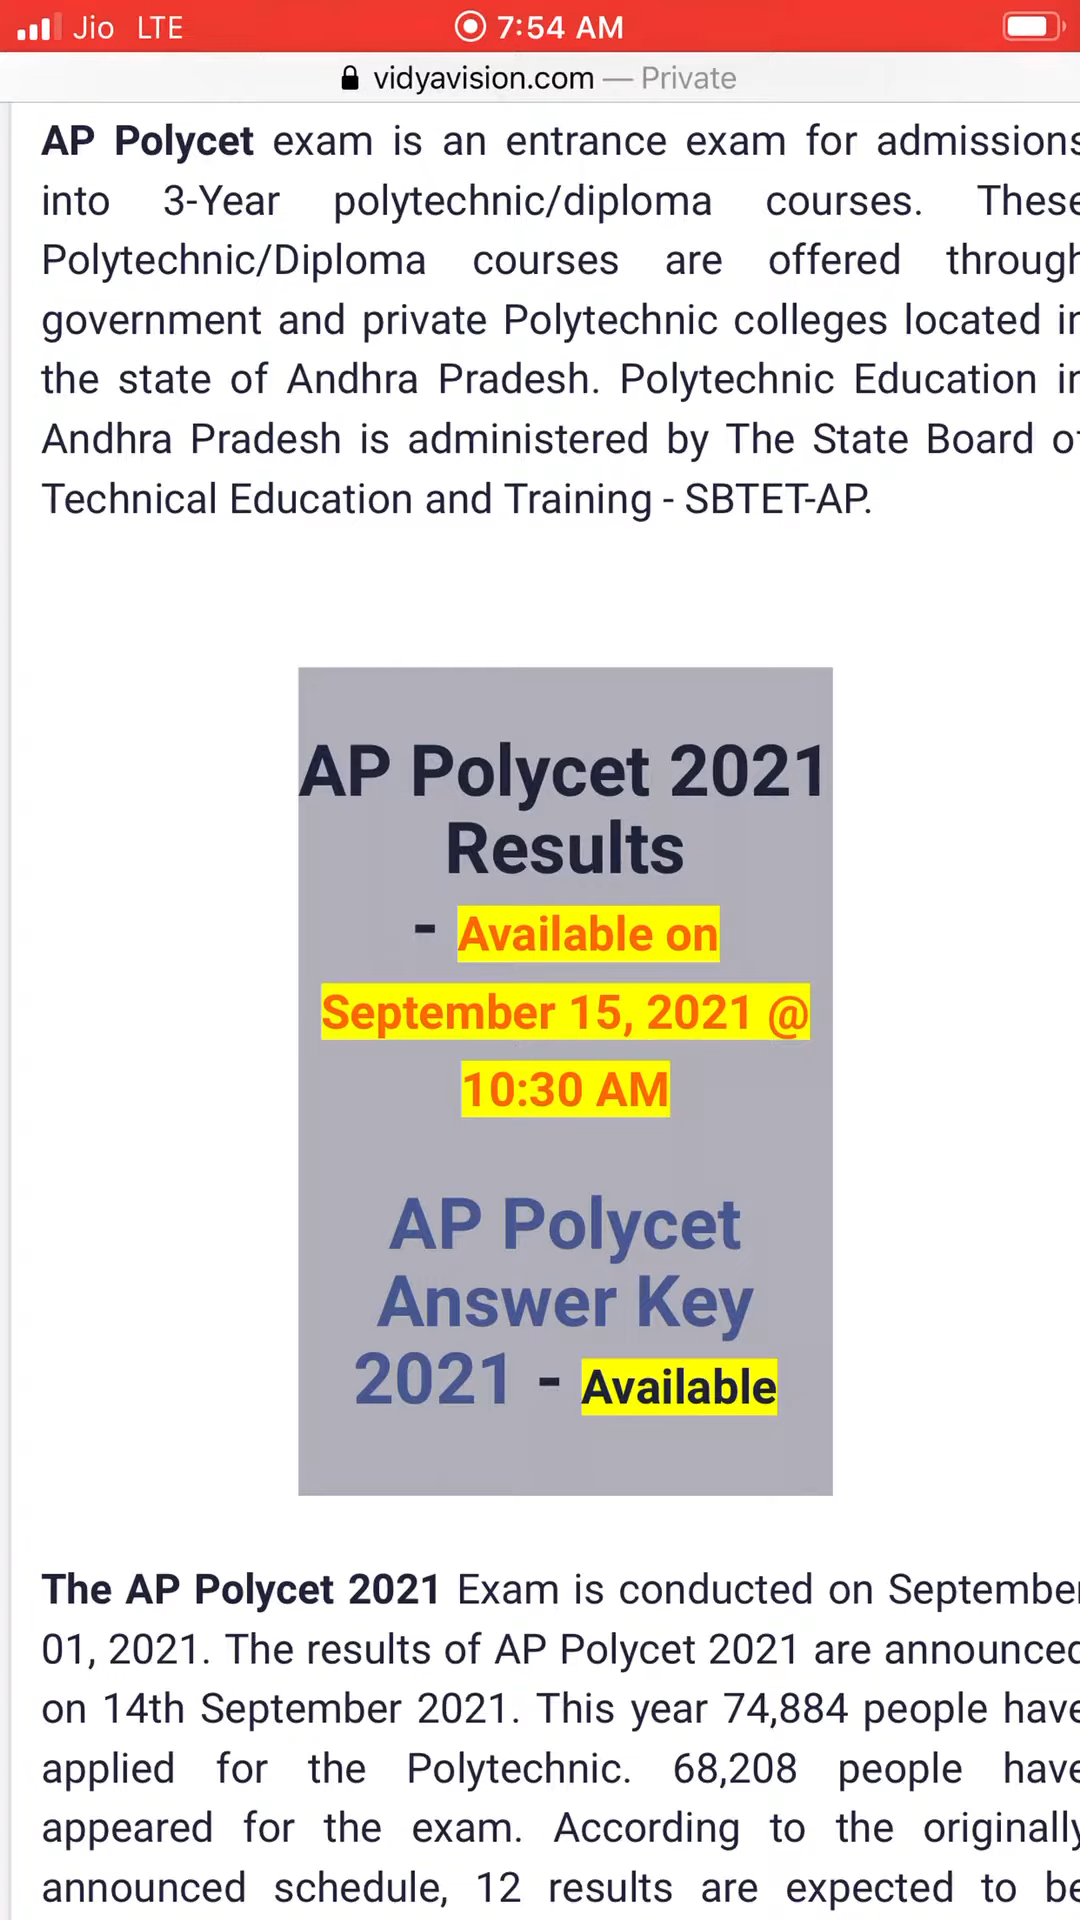 Jio LTE 7:54 AM
vidyavision.com — Private
AP Polycet exam is an entrance exam for admissions
into 3-Year polytechnic/diploma courses. These
Polytechnic/Diploma courses are offered through
government and private Polytechnic colleges located in
the state of Andhra Pradesh. Polytechnic Education in
Andhra Pradesh is administered by The State Board of
Technical Education and Training - SBTET-AP.
AP Polycet 2021
Results
- Available on
September 15, 2021 @
10:30 AM
AP Polycet
Answer Key
2021 - Available
The AP Polycet 2021 Exam is conducted on September
01, 2021. The results of AP Polycet 2021 are announced
on 14th September 2021. This year 74,884 people have
applied for the Polytechnic. 68,208 people have
appeared for the exam. According to the originally
announced schedule, 12 results are expected to be